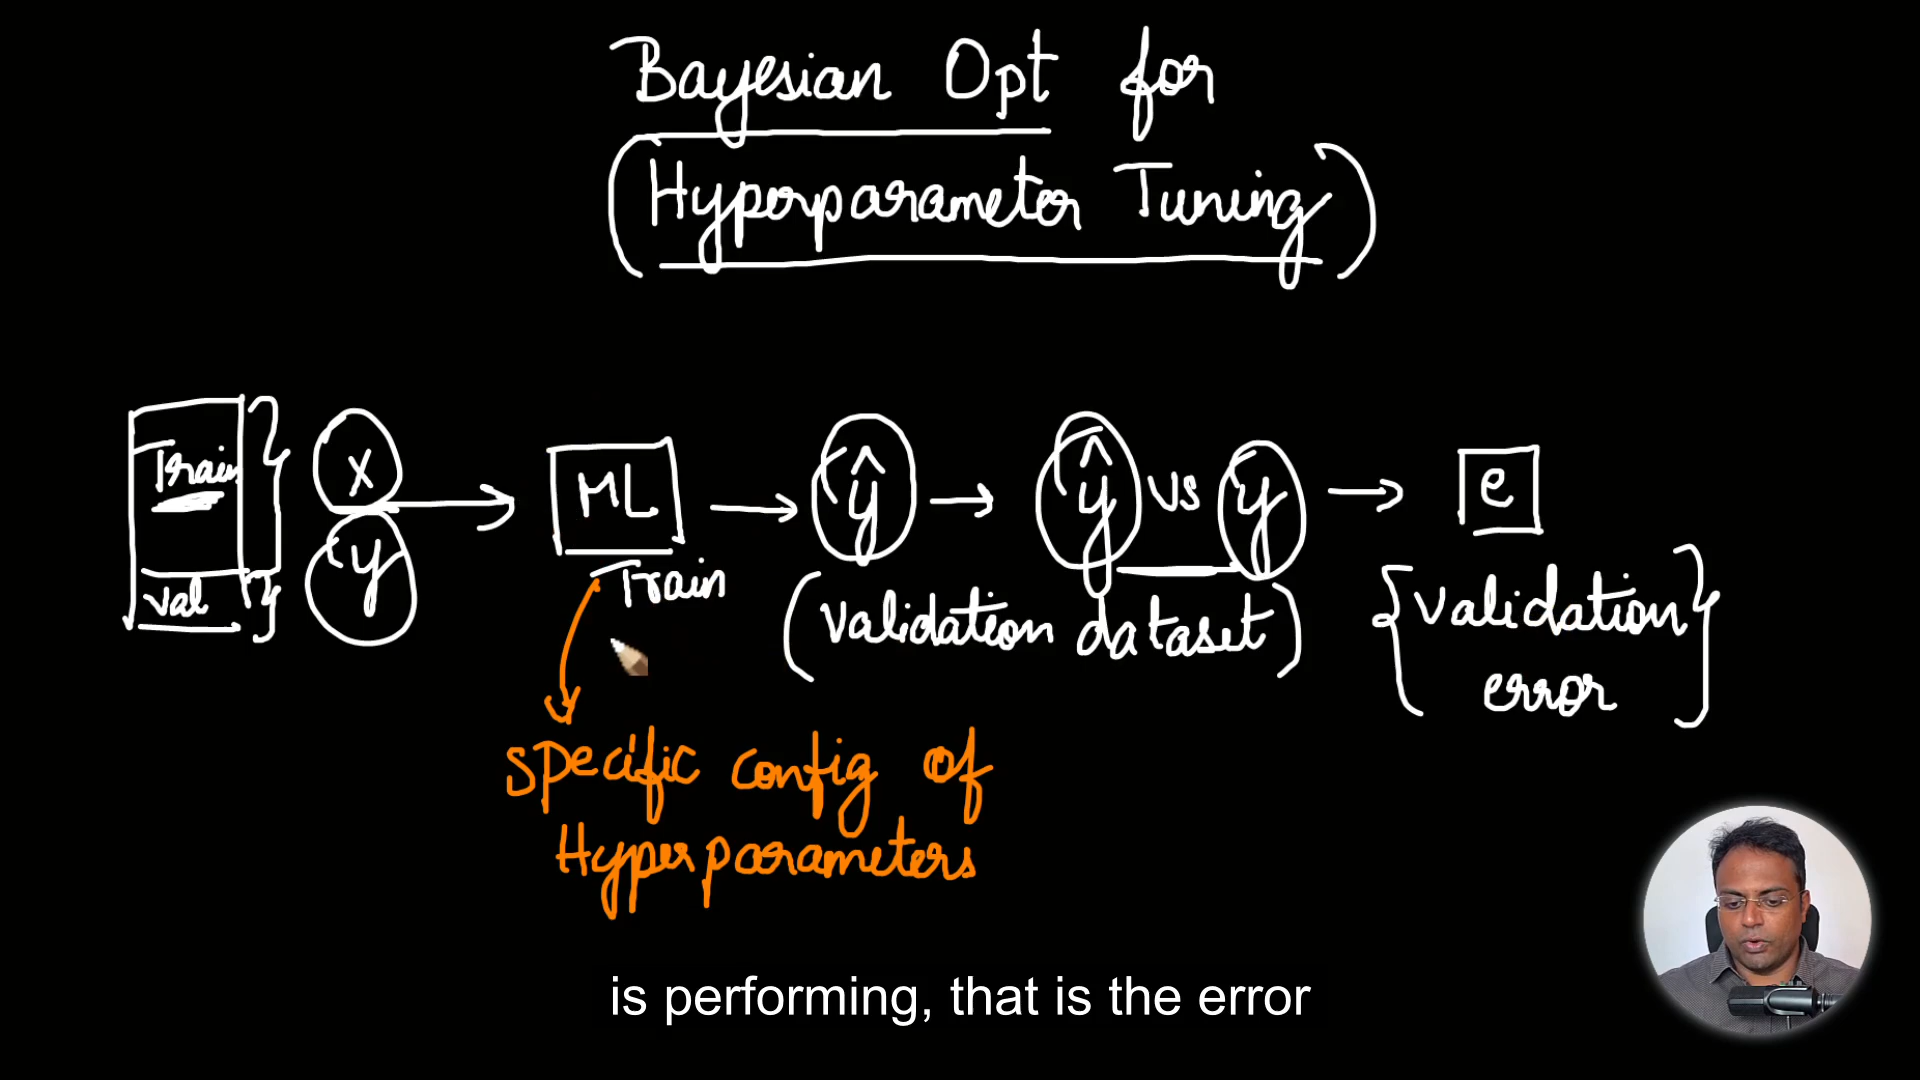 Bayesian Opt for
(Hyperparameter Tuning)
Train } x
val } y
→ ML → ŷ → ŷ vs y → e
Train
(validation dataset)
{validation
error}
specific config of
Hyperparameters
is performing, that is the error